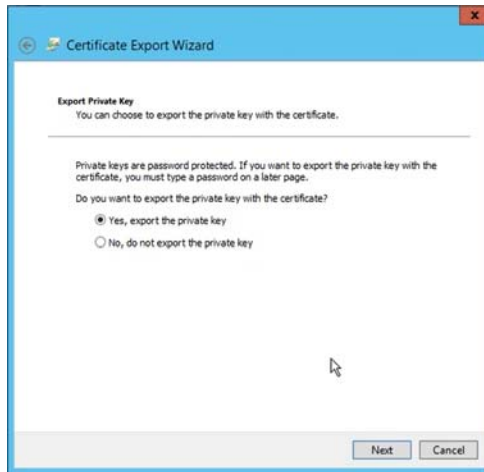 x
Certificate Export Wizard
Export Private Key
You can choose to export the private key with the certificate.
Private keys are password protected. If you want to export the private key with the
certificate, you must type a password on a later page.
Do you want to export the private key with the certificate?
Yes, export the private key
No, do not export the private key
Next Cancel